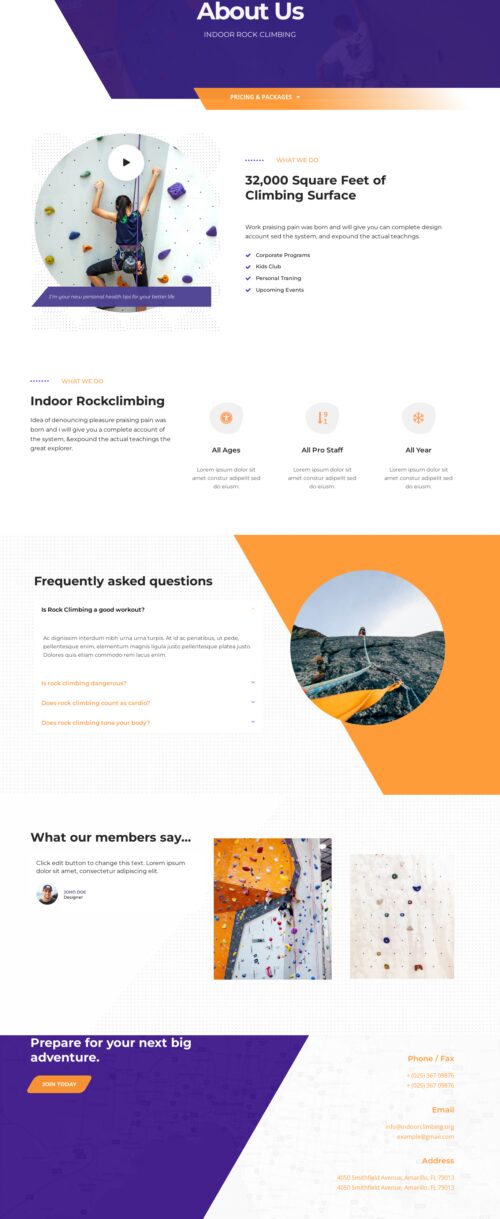 About Us
INDOOR ROCK CLIMBING
PRICING & PACKAGES
I'm your new personal health tips for your better life
WHAT WE DO
32,000 Square Feet of
Climbing Surface
Work praising pain was born and will give you can complete design
account sed the system, and expound the actual teachngs.
Corporate Programs
Kids Club
Personal Traning
Upcoming Events
WHAT WE DO
Indoor Rockclimbing
Idea of denouncing pleasure praising pain was
born and I will give you a complete account of
the system, &expound the actual teachings the
great explorer.
9
1
All Ages
Lorem ipsum dolor sit
amet constur adipielit sed
do eiusm.
All Pro Staff
Lorem ipsum dolor sit
amet constur adipielit sed
do eiusm.
All Year
Lorem ipsum dolor sit
amet constur adipielit sed
do eiusm.
Frequently asked questions
Is Rock Climbing a good workout?
Ac dignissim interdum nibh urna urna turpis. At id ac penatibus, ut pede,
pellentesque enim, elementum magnis ligula justo pellentesque platea justo.
Dolores quis etiam commodo rem lacus enim.
Is rock climbing dangerous?
Does rock climbing count as cardio?
Does rock climbing tone your body?
What our members say...
Click edit button to change this text. Lorem ipsum
dolor sit amet, consectetur adipiscing elit.
JOHN DOE
Designer
Prepare for your next big
adventure.
JOIN TODAY
Phone / Fax
+ (025) 367 09876
+ (025) 367 09876
Email
info@indoorclimbing.org
example@gmail.com
Address
4050 Smithfield Avenue, Amarillo, FL 79013
4050 Smithfield Avenue, Amarillo, FL 79013